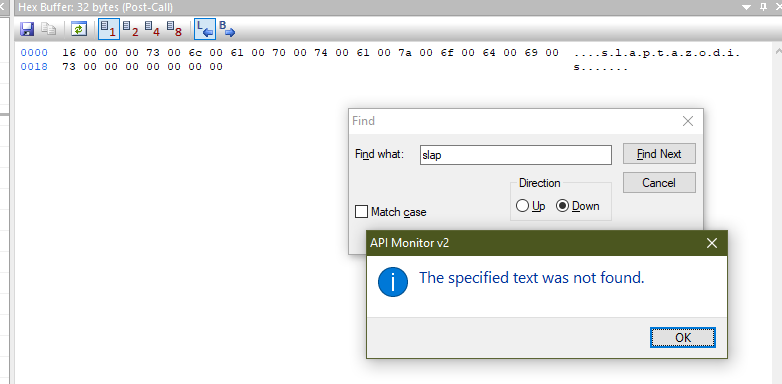 Hex Buffer: 32 bytes (Post-Call)
1 2 4 8 L B
0000 16 00 00 00 73 00 6c 00 61 00 70 00 74 00 61 00 7a 00 6f 00 64 00 69 00 ....s.l.a.p.t.a.z.o.d.i.
0018 73 00 00 00 00 00 00 00 s.......
Find
Find what: slap Find Next
Direction Cancel
Match case Up Down
API Monitor v2
i The specified text was not found.
OK